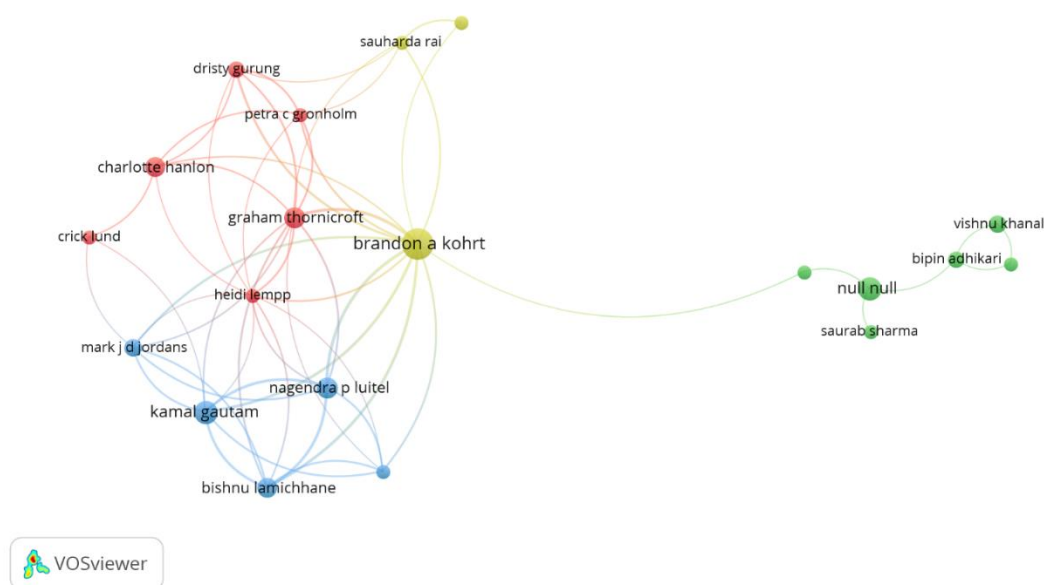 sauharda rai
dristy gurung
petra c gronholm
charlotte hanlon
graham thornicroft
vishnu khanal
crick lund
brandon a kohrt
bipin adhikari
null null
heidi lempp
saurab sharma
mark j d jordans
nagendra p luitel
kamal gautam
bishnu lamichhane
VOSviewer